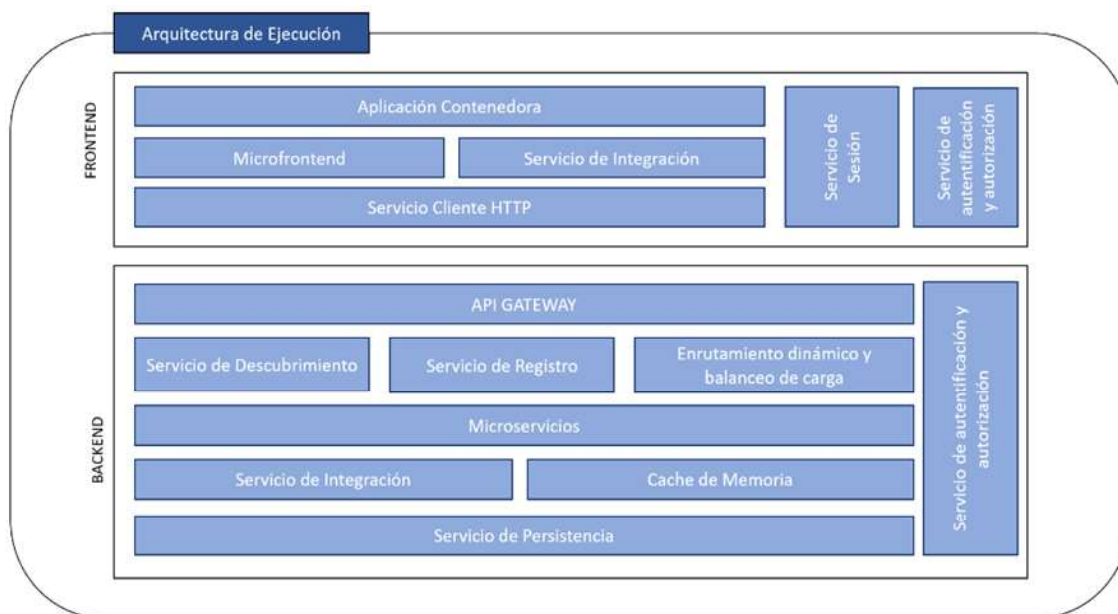 Arquitectura de Ejecución
FRONTEND
Aplicación Contenedora
Microfrontend
Servicio de Integración
Servicio Cliente HTTP
Servicio de
Sesión
Servicio de
autentificación
y autorización
BACKEND
API GATEWAY
Servicio de Descubrimiento
Servicio de Registro
Enrutamiento dinámico y
balanceo de carga
Microservicios
Servicio de Integración
Cache de Memoria
Servicio de Persistencia
Servicio de autentificación y
autorización